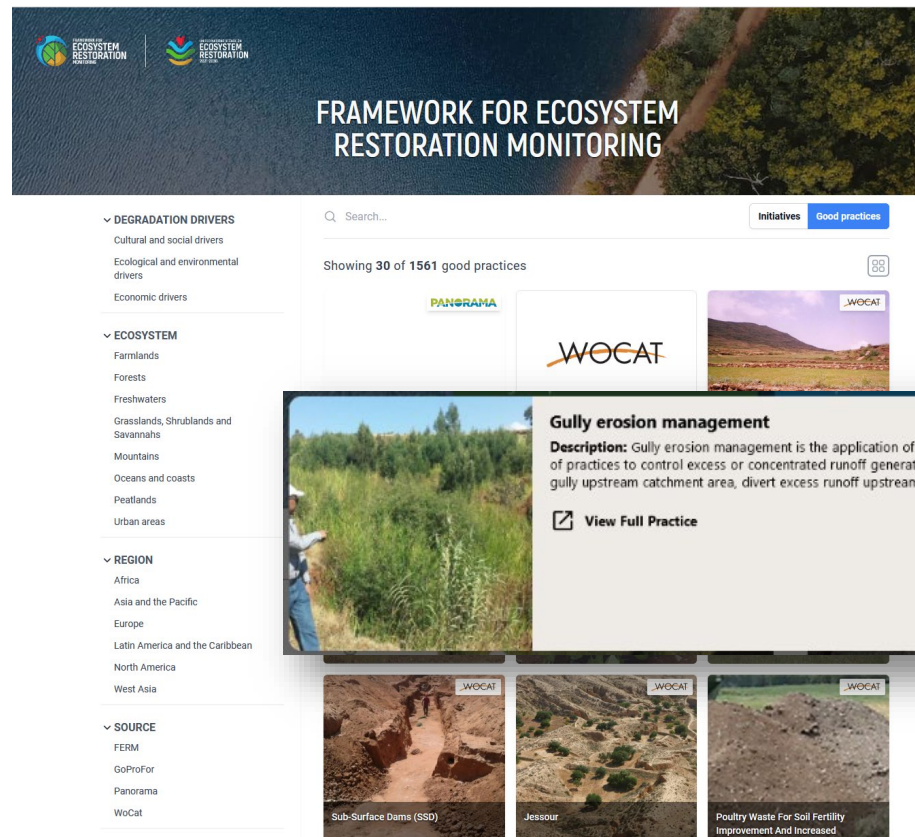 FRAMEWORK FOR
ECOSYSTEM
RESTORATION
MONITORING
ECOSYSTEM
RESTORATION
FRAMEWORK FOR ECOSYSTEM
RESTORATION MONITORING
DEGRADATION DRIVERS
Cultural and social drivers
Ecological and environmental
drivers
Economic drivers
ECOSYSTEM
Farmlands
Forests
Freshwaters
Grasslands, Shrublands and
Savannahs
Mountains
Oceans and coasts
Peatlands
Urban areas
REGION
Africa
Asia and the Pacific
Europe
Latin America and the Caribbean
North America
West Asia
SOURCE
FERM
GoProFor
Panorama
WoCat
Search...
Initiatives
Good practices
Showing 30 of 1561 good practices
PANORAMA
WOCAT
WOCAT
Gully erosion management
Description: Gully erosion management is the application of
of practices to control excess or concentrated runoff generat
gully upstream catchment area, divert excess runoff upstream
View Full Practice
WOCAT
WOCAT
WOCAT
Sub-Surface Dams (SSD)
Jessour
Poultry Waste For Soil Fertility
Improvement And Increased